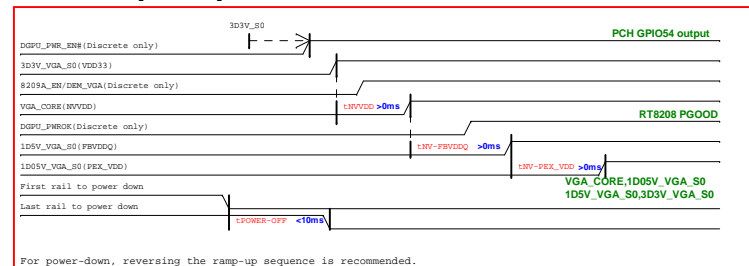 3D3V_S0
PCH GPIO54 output
DGPU_PWR_EN#(Discrete only)
3D3V_VGA_S0(VDD33)
8209A_EN/DEM_VGA(Discrete only)
VGA_CORE(NVVDD)
tNVVDD >0ms
RT8208 PGOOD
DGPU_PWROK(Discrete only)
1D5V_VGA_S0(FBVDDQ)
tNV-FBVDDQ >0ms
1D05V_VGA_S0(PEX_VDD)
tNV-PEX_VDD >0ms
VGA_CORE,1D05V_VGA_S0
1D5V_VGA_S0,3D3V_VGA_S0
First rail to power down
Last rail to power down
tPOWER-OFF <10ms
For power-down, reversing the ramp-up sequence is recommended.